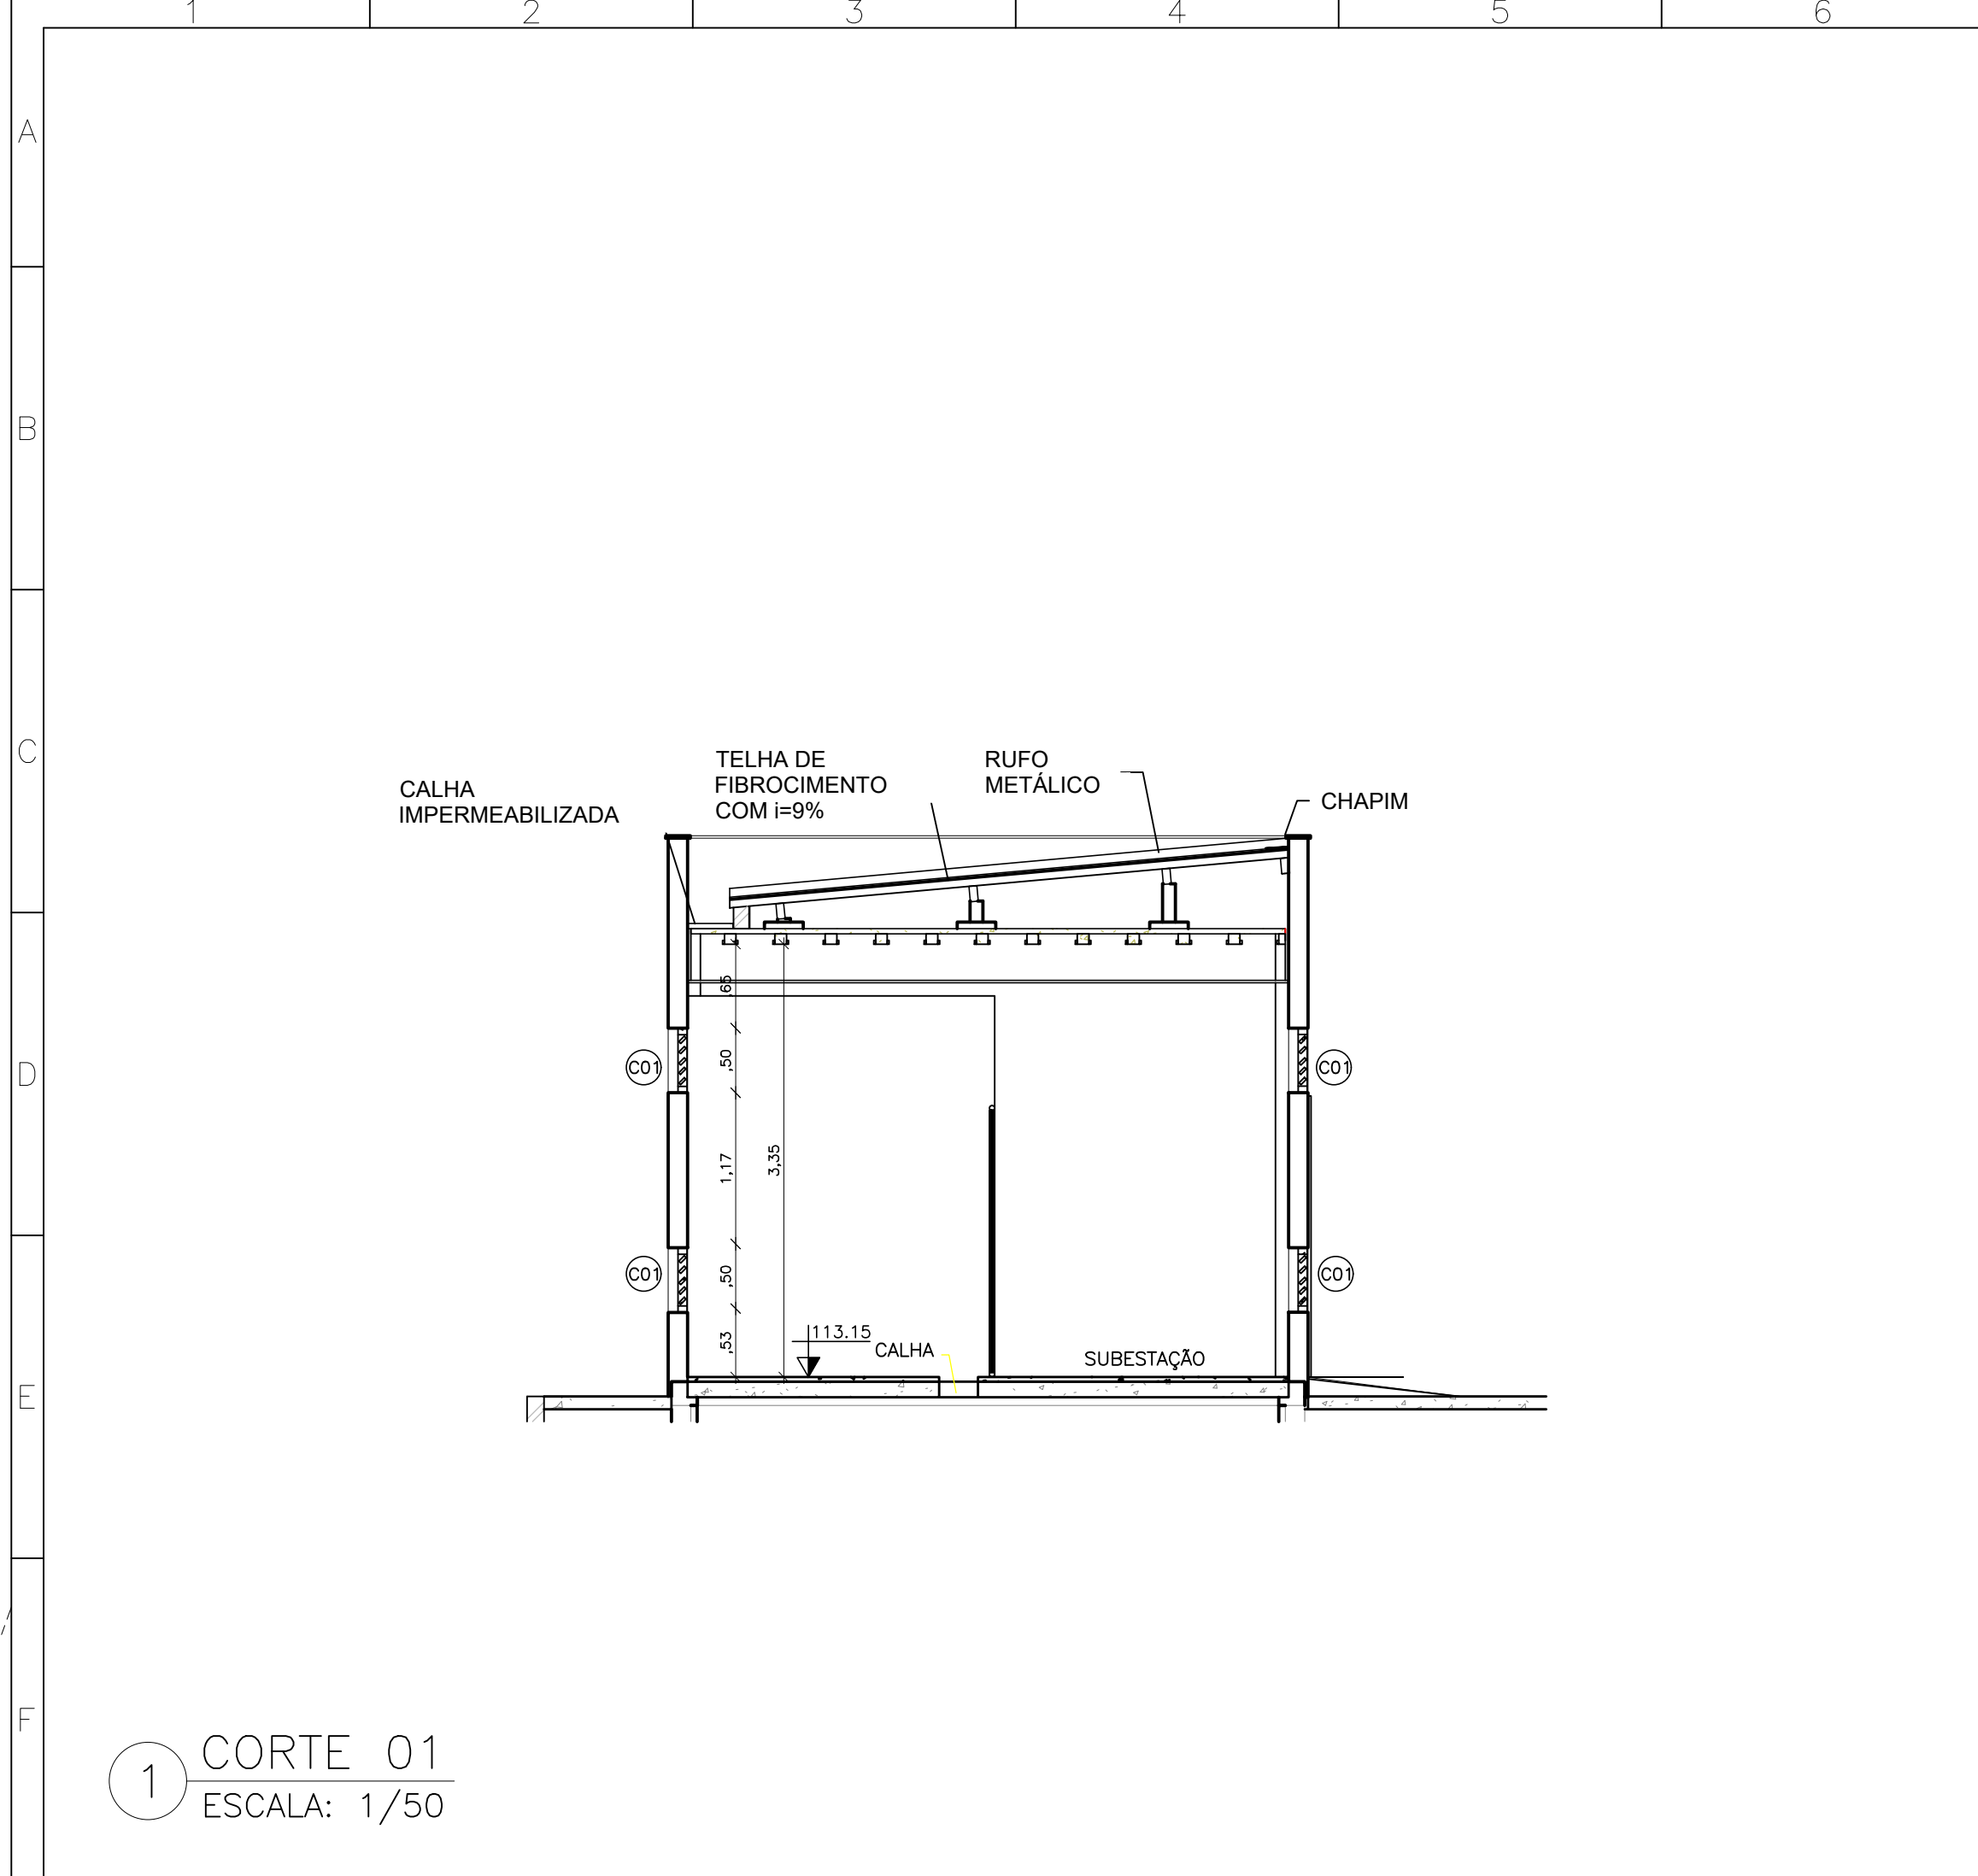 1 2 3 4 5 6
A
B
C
D
E
F
TELHA DE
FIBROCIMENTO
COM i=9%
RUFO
METÁLICO
CALHA
IMPERMEABILIZADA
CHAPIM
,65
,50
1,17
3,35
,50
,53
C01
C01
C01
C01
113.15
CALHA
SUBESTAÇÃO
1
CORTE 01
ESCALA: 1/50